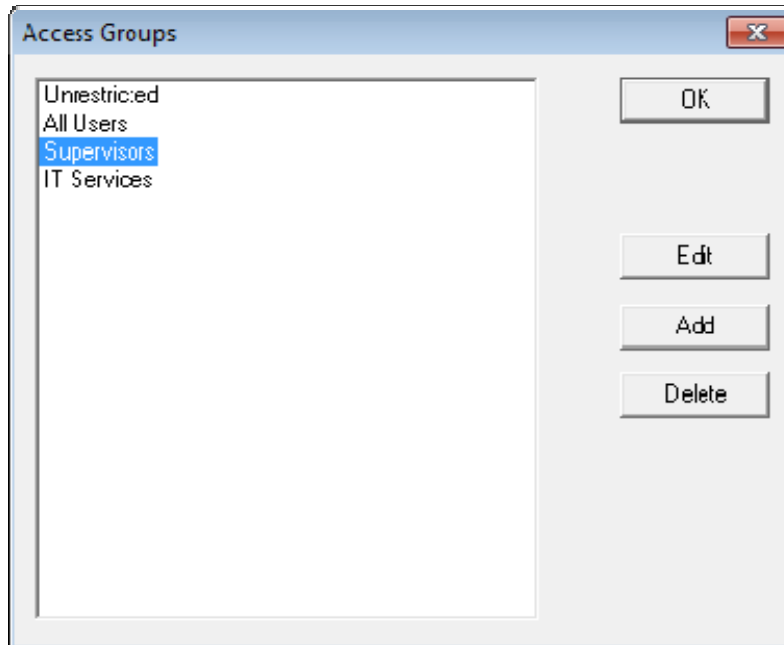 Access Groups
Unrestricted
All Users
Supervisors
IT Services
OK
Edit
Add
Delete